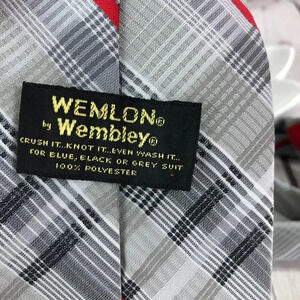 WEMLON®
by Wembley®
CRUSH IT...KNOT IT...EVEN WASH IT...
FOR BLUE, BLACK OR GREY SUIT
100% POLYESTER